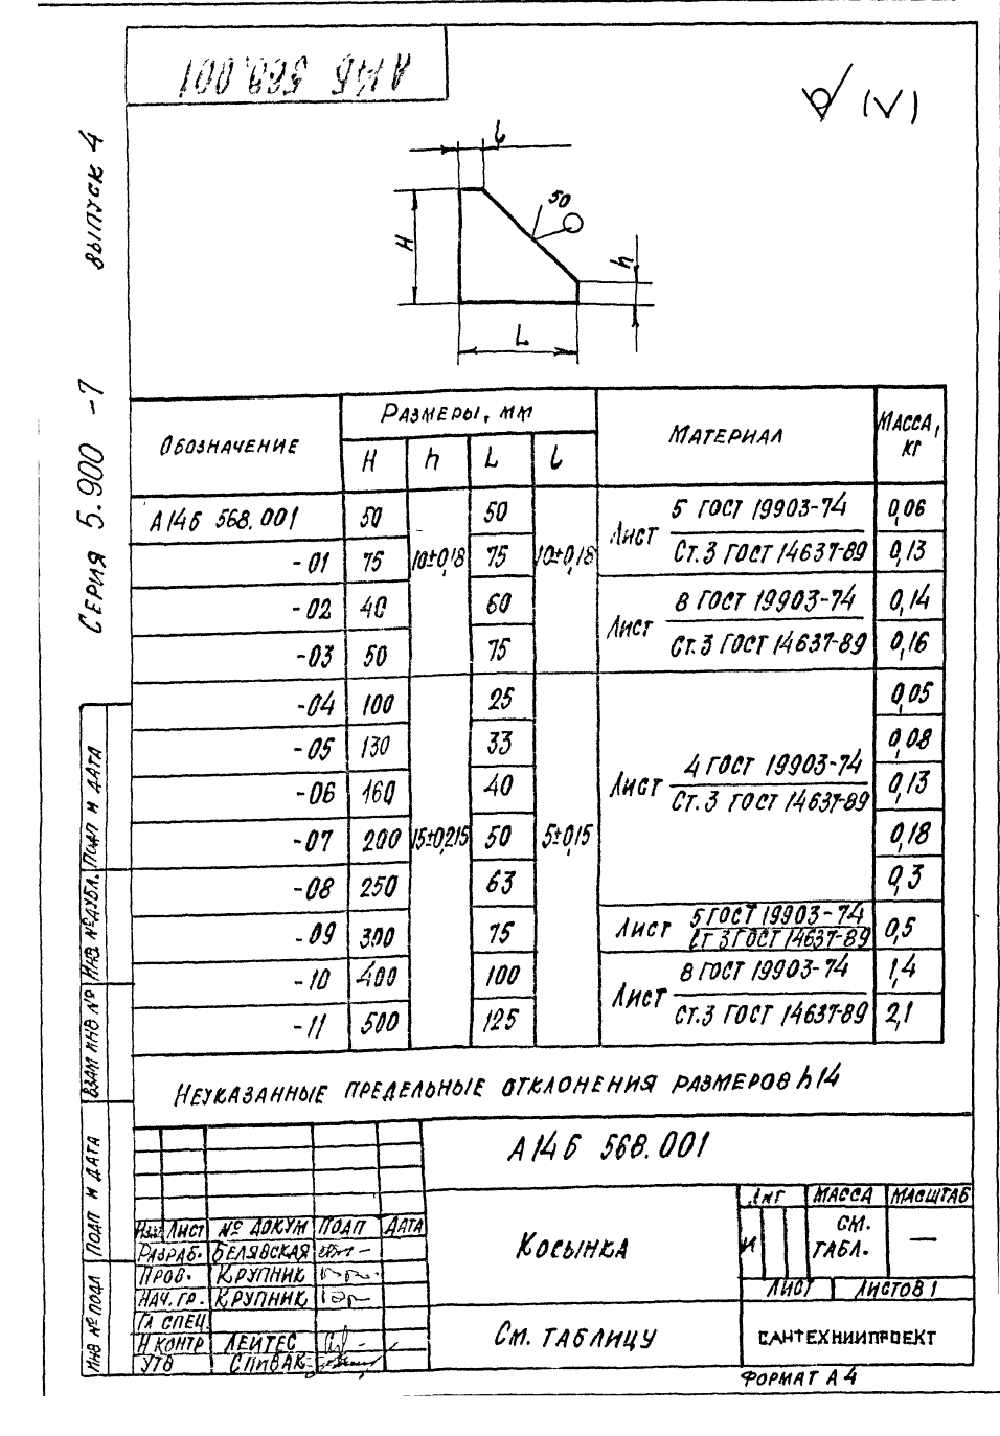 А14Б 568.001
выпуск 4
Серия 5.900-7
(√)
l
50
H
h
L
Обозначение
Размеры, мм
Материал
Масса, кг
H h L l
А14Б 568.001 50 10±0,18 50 10±0,18 Лист 5 ГОСТ 19903-74 / Ст.3 ГОСТ 14637-89 0,06
-01 75 75 0,13
-02 40 60 Лист 8 ГОСТ 19903-74 / Ст.3 ГОСТ 14637-89 0,14
-03 50 75 0,16
-04 100 15±0,215 25 5±0,15 Лист 4 ГОСТ 19903-74 / Ст.3 ГОСТ 14637-89 0,05
-05 130 33 0,08
-06 160 40 0,13
-07 200 50 0,18
-08 250 63 0,3
-09 300 75 Лист 5 ГОСТ 19903-74 / Ст 3 ГОСТ 14637-89 0,5
-10 400 100 Лист 8 ГОСТ 19903-74 / Ст.3 ГОСТ 14637-89 1,4
-11 500 125 2,1
Неуказанные предельные отклонения размеров h14
Подп и дата
Инв. № дубл.
Взам инв №
Подп и дата
Инв № подл
А14Б 568.001
Изм Лист № докум Подп Дата
Разраб. Белявская
Пров. Крупник
Нач. гр. Крупник
Гл спец.
Н контр Лейтес
Утв Спивак
Косынка
См. таблицу
Лит Масса Масштаб
И см. табл. —
Лист Листов 1
Сантехниипроект
Формат А4